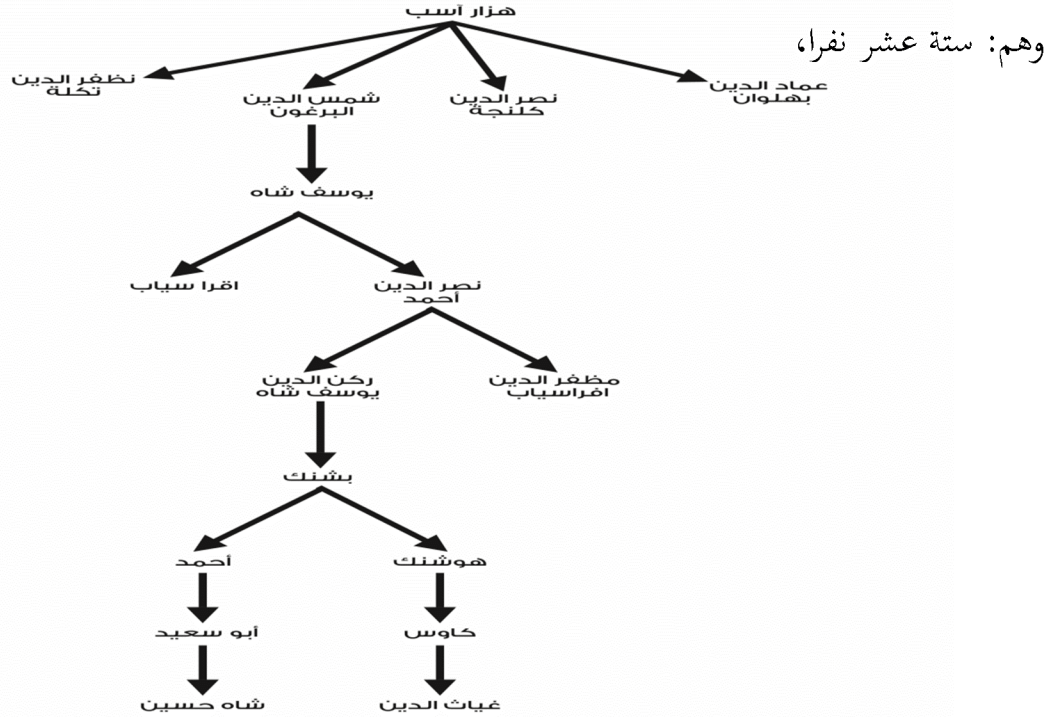 هزار آسب
وهم: ستة عشر نفرا،
عماد الدين
بهلوان
نصر الدين
كلنجة
شمس الدين
البرغون
نظفر الدين
تكلة
يوسف شاه
نصر الدين
أحمد
اقرا سياب
مظفر الدين
افراسياب
ركن الدين
يوسف شاه
بشنك
هوشنك
أحمد
كاوس
أبو سعيد
غياث الدين
شاه حسين